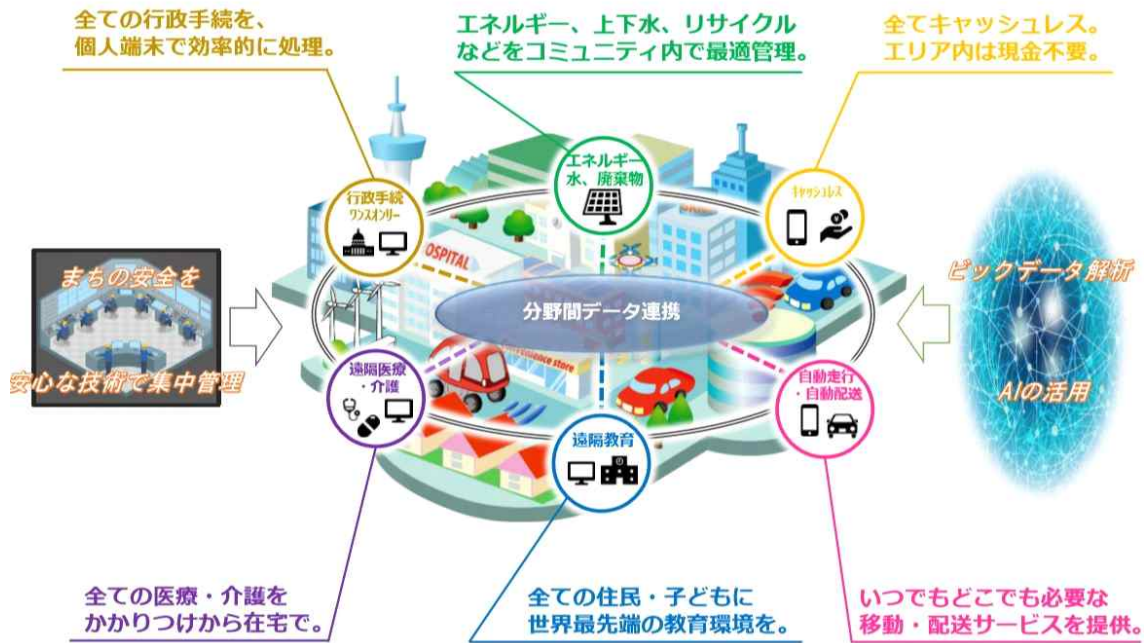 全ての行政手続を、
個人端末で効率的に処理。
エネルギー、上下水、リサイクル
などをコミュニティ内で最適管理。
全てキャッシュレス。
エリア内は現金不要。
エネルギー
水、廃棄物
行政手続
ワンスオンリー
キャッシュレス
OSPITAL
まちの安全を
安心な技術で集中管理
分野間データ連携
ビックデータ解析
AIの活用
venience store
遠隔医療
・介護
自動走行
・自動配送
遠隔教育
全ての医療・介護を
かかりつけから在宅で。
全ての住民・子どもに
世界最先端の教育環境を。
いつでもどこでも必要な
移動・配送サービスを提供。